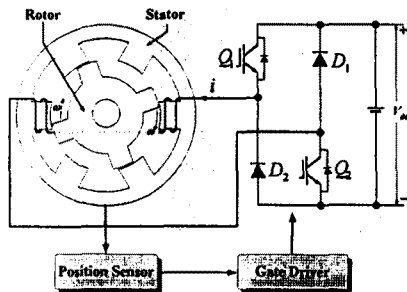 Rotor
Stator
Q1
D1
i
D2
Q2
+
−
Position Sensor
Gate Driver